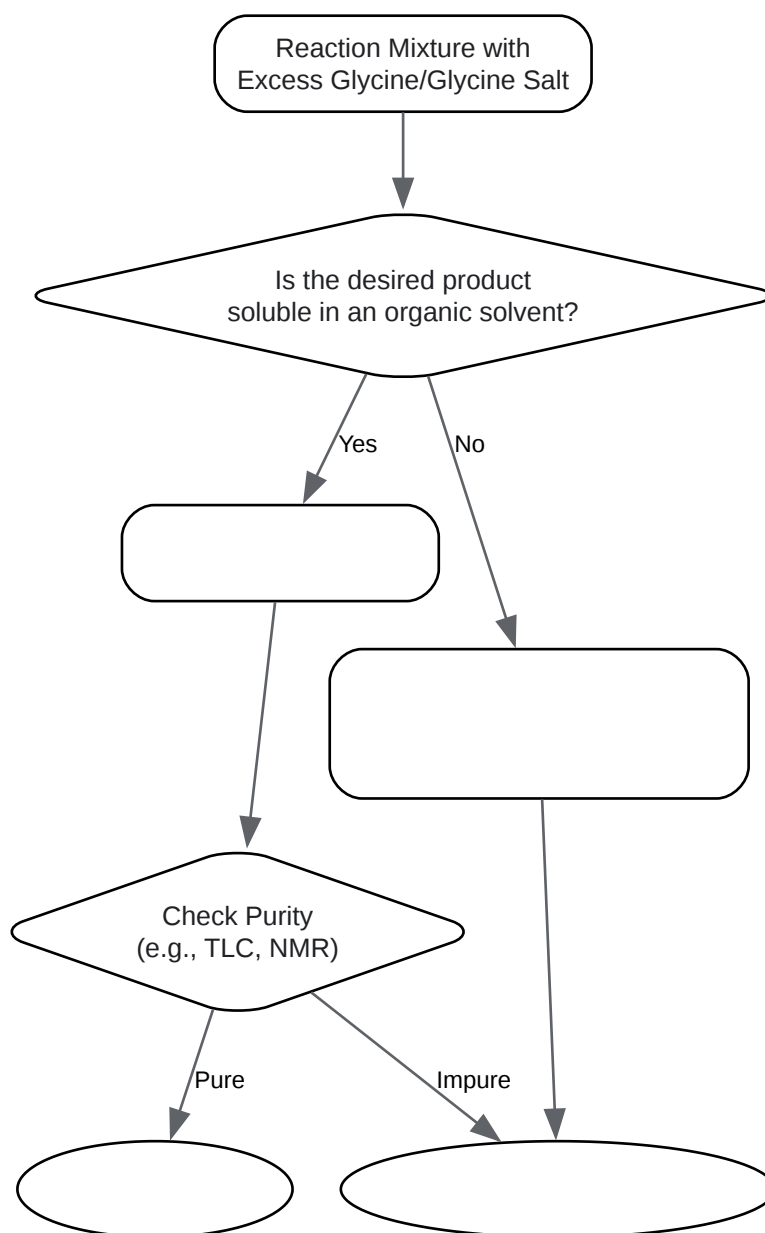 Reaction Mixture with
Excess Glycine/Glycine Salt
Is the desired product
soluble in an organic solvent?
Yes
No
Check Purity
(e.g., TLC, NMR)
Pure
Impure